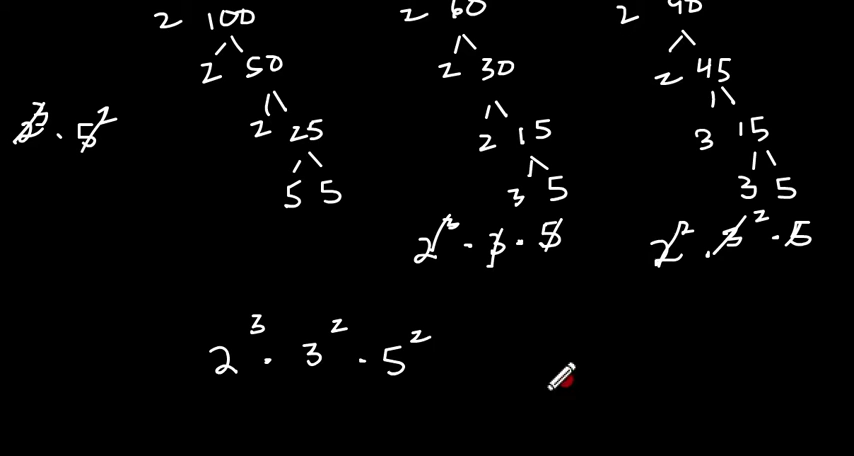 2 100 2 60 2 90
2 50 2 30 2 45
2 25 2 15 3 15
5 5 3 5 3 5
2³ · 5²
2³ · 3 · 5 2² · 3² · 5
2³ · 3² · 5²